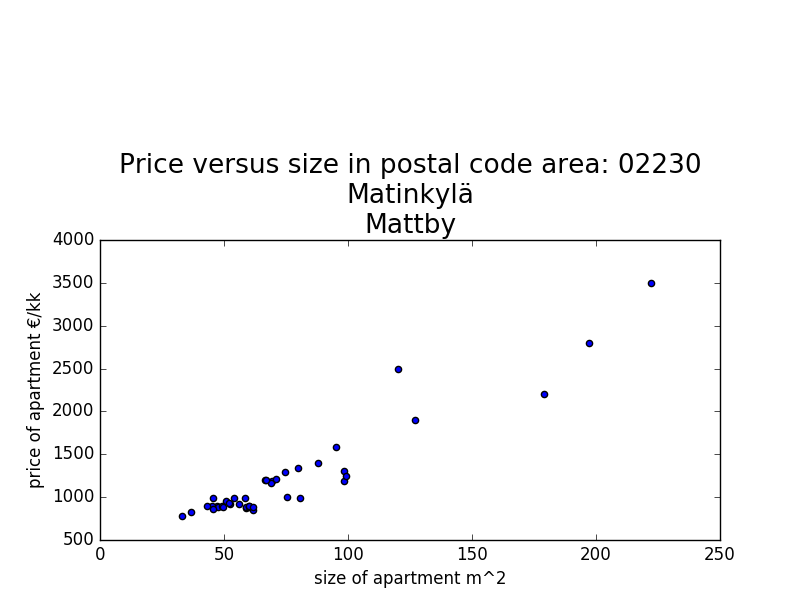 Price versus size in postal code area: 02230
Matinkylä
Mattby
4000
3500
3000
2500
2000
1500
1000
500
price of apartment €/kk
0 50 100 150 200 250
size of apartment m^2